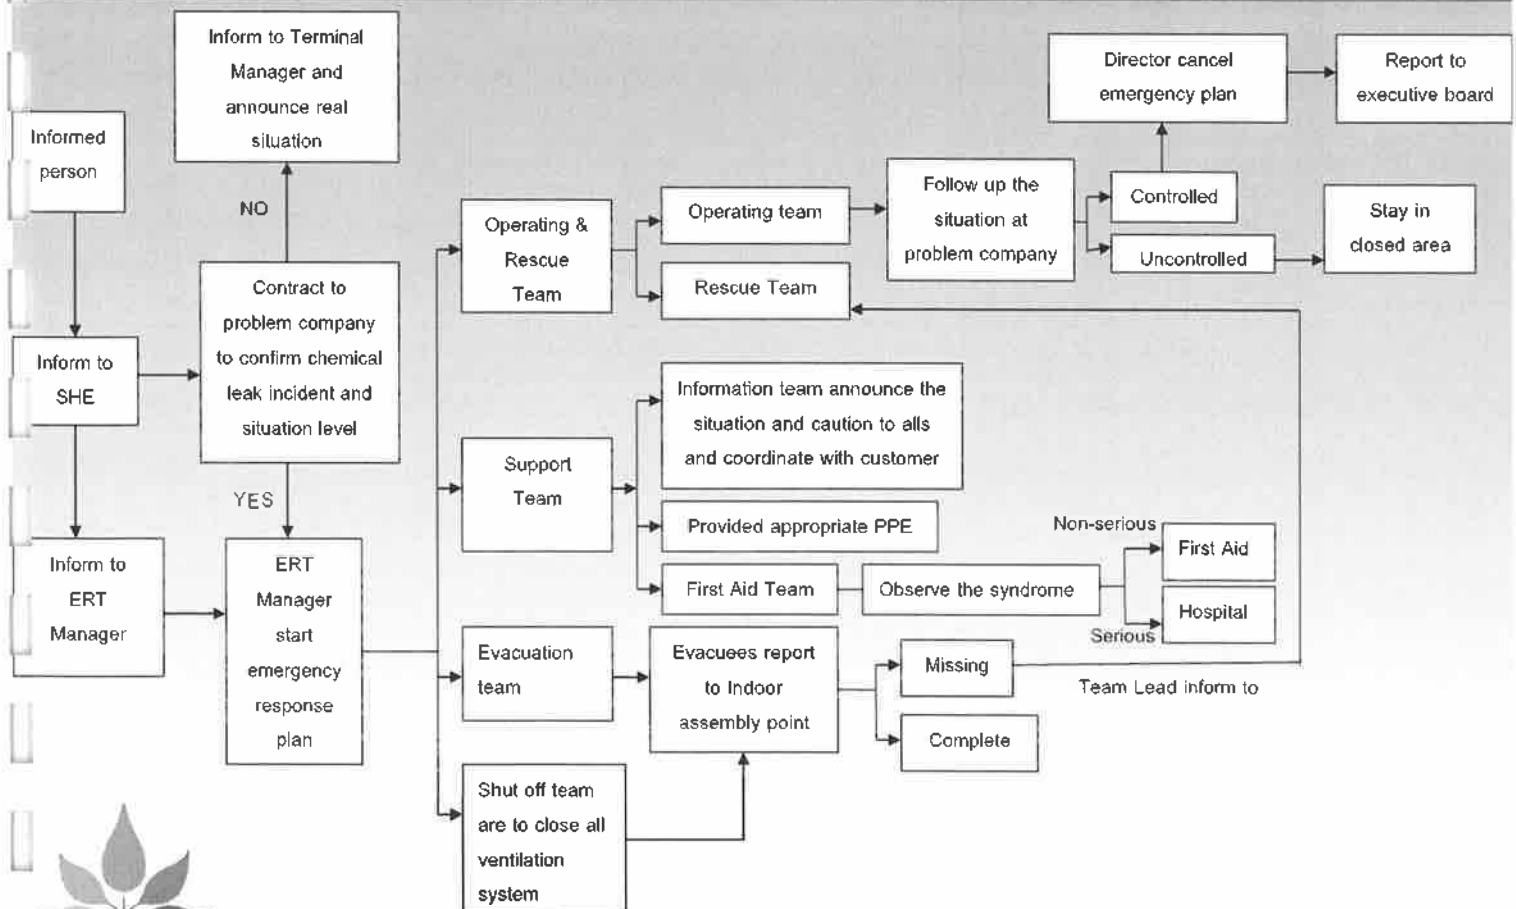 Inform to Terminal
Manager and
announce real
situation
Informed
person
NO
Contract to
problem company
to confirm chemical
leak incident and
situation level
Inform to
SHE
YES
Inform to
ERT
Manager
ERT
Manager
start
emergency
response
plan
Operating &
Rescue
Team
Operating team
Rescue Team
Follow up the
situation at
problem company
Controlled
Uncontrolled
Director cancel
emergency plan
Report to
executive board
Stay in
closed area
Support
Team
Information team announce the
situation and caution to alls
and coordinate with customer
Provided appropriate PPE
First Aid Team
Observe the syndrome
Non-serious
First Aid
Serious
Hospital
Evacuation
team
Evacuees report
to Indoor
assembly point
Missing
Team Lead inform to
Complete
Shut off team
are to close all
ventilation
system